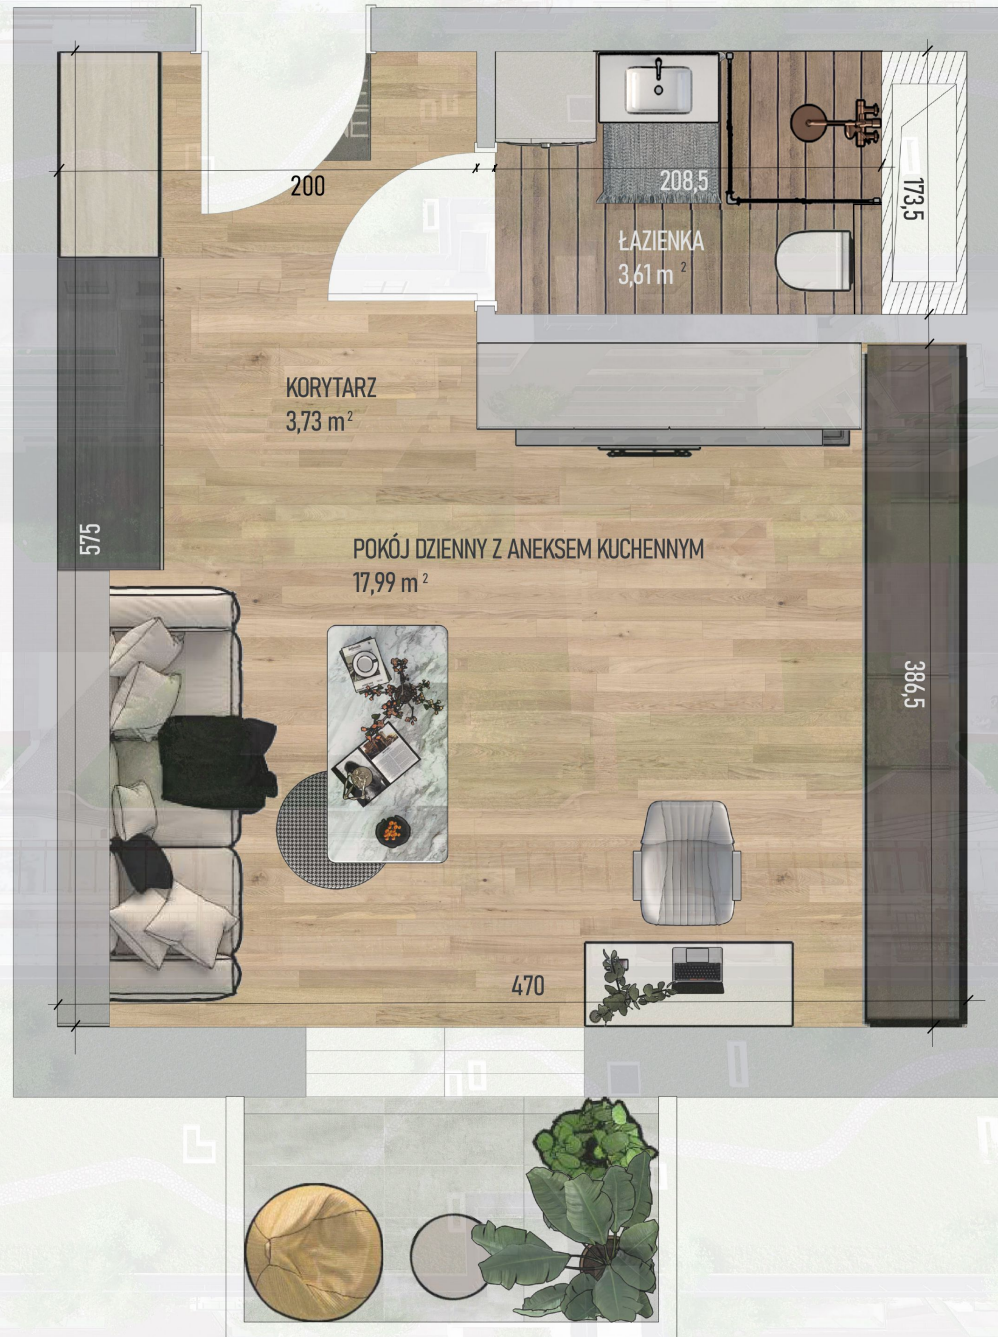 200
208,5
173,5
ŁAZIENKA
3,61 m²
KORYTARZ
3,73 m²
575
POKÓJ DZIENNY Z ANEKSEM KUCHENNYM
17,99 m²
386,5
470